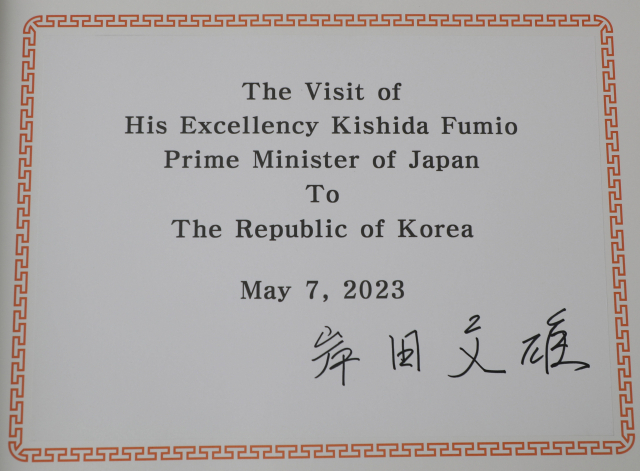 The Visit of
His Excellency Kishida Fumio
Prime Minister of Japan
To
The Republic of Korea
May 7, 2023
岸田文雄